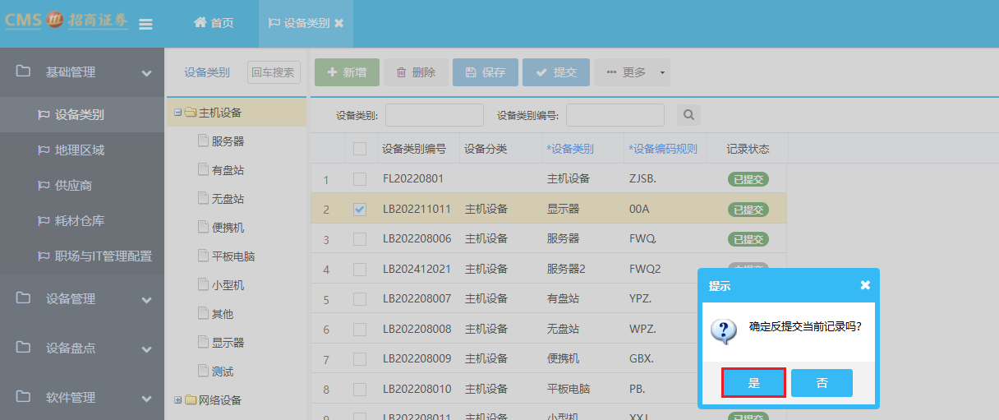 CMS 招商证券
首页
设备类别
基础管理
设备类别
地理区域
供应商
耗材仓库
职场与IT管理配置
设备管理
设备盘点
软件管理
设备类别 回车搜索
主机设备
服务器
有盘站
无盘站
便携机
平板电脑
小型机
其他
显示器
测试
网络设备
新增 删除 保存 提交 更多
设备类别: 设备类别编号:
设备类别编号 设备分类 *设备类别 *设备编码规则 记录状态
1 FL20220801 主机设备 ZJSB. 已提交
2 LB202211011 主机设备 显示器 00A 已提交
3 LB202208006 主机设备 服务器 FWQ. 已提交
4 LB202412021 主机设备 服务器2 FWQ2
5 LB202208007 主机设备 有盘站 YPZ.
6 LB202208008 主机设备 无盘站 WPZ.
7 LB202208009 主机设备 便携机 GBX.
8 LB202208010 主机设备 平板电脑 PB.
9 LB202208011 主机设备 小型机 XXJ 已提交
提示
确定反提交当前记录吗?
是 否